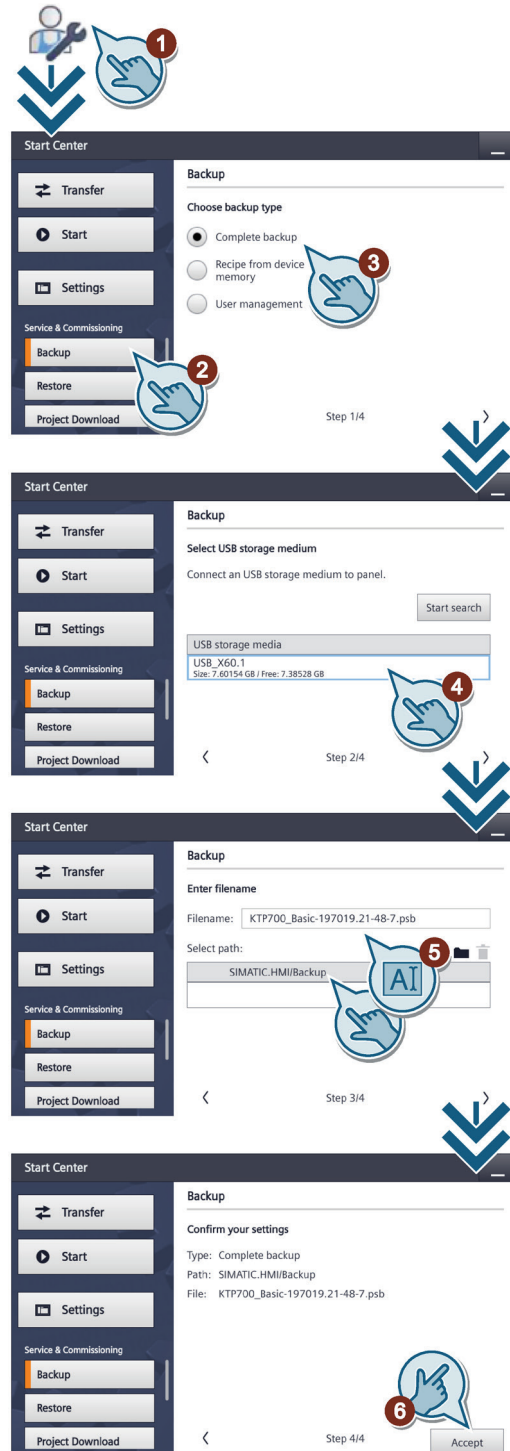 1
Start Center
Transfer
Start
Settings
Service & Commissioning
Backup
Restore
Project Download
Backup
Choose backup type
Complete backup
Recipe from device
memory
User management
3
2
Step 1/4
Start Center
Transfer
Start
Settings
Service & Commissioning
Backup
Restore
Project Download
Backup
Select USB storage medium
Connect an USB storage medium to panel.
Start search
USB storage media
USB_X60.1
Size: 7.60154 GB / Free: 7.38528 GB
4
Step 2/4
Start Center
Transfer
Start
Settings
Service & Commissioning
Backup
Restore
Project Download
Backup
Enter filename
Filename: KTP700_Basic-197019.21-48-7.psb
Select path:
5
SIMATIC.HMI/Backup
A
Step 3/4
Start Center
Transfer
Start
Settings
Service & Commissioning
Backup
Restore
Project Download
Backup
Confirm your settings
Type: Complete backup
Path: SIMATIC.HMI/Backup
File: KTP700_Basic-197019.21-48-7.psb
6
Step 4/4
Accept